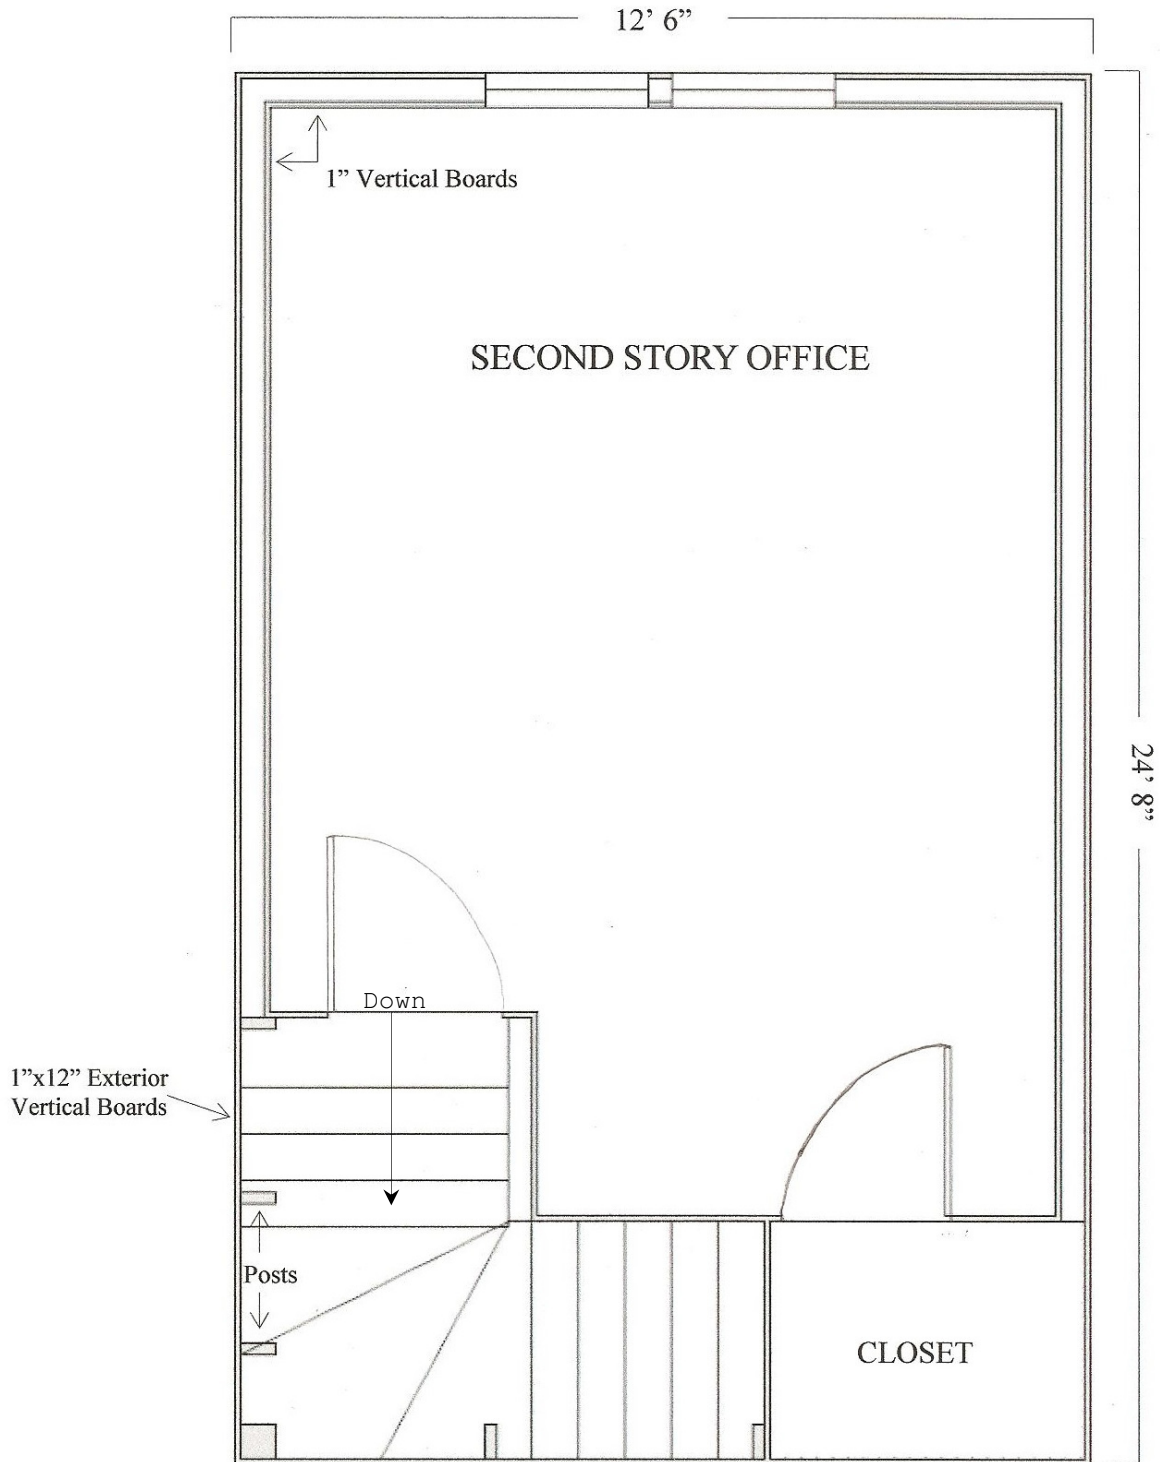 12’ 6”
1” Vertical Boards
SECOND STORY OFFICE
24’ 8”
Down
1”x12” Exterior
Vertical Boards
Posts
CLOSET